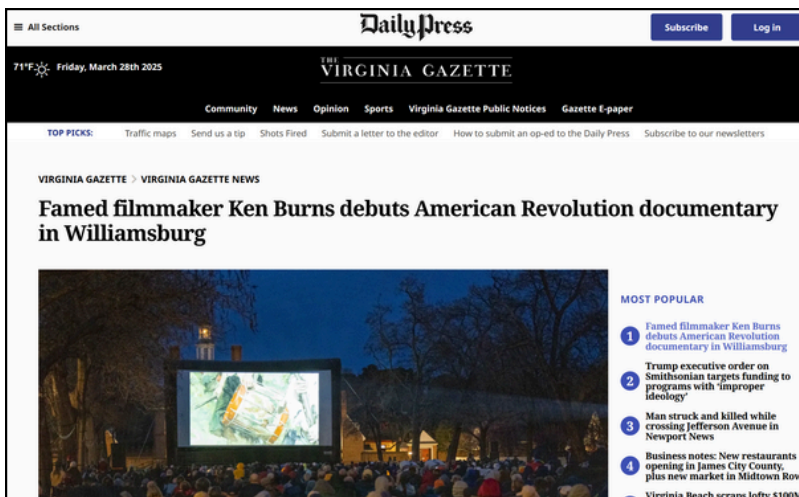 All Sections
Daily Press
Subscribe
Log in
71°F
Friday, March 28th 2025
THE
VIRGINIA GAZETTE
Community News Opinion Sports Virginia Gazette Public Notices Gazette E-paper
TOP PICKS: Traffic maps Send us a tip Shots Fired Submit a letter to the editor How to submit an op-ed to the Daily Press Subscribe to our newsletters
VIRGINIA GAZETTE > VIRGINIA GAZETTE NEWS
Famed filmmaker Ken Burns debuts American Revolution documentary
in Williamsburg
MOST POPULAR
1 Famed filmmaker Ken Burns
debuts American Revolution
documentary in Williamsburg
2 Trump executive order on
Smithsonian targets funding to
programs with ‘improper
ideology’
3 Man struck and killed while
crossing Jefferson Avenue in
Newport News
4 Business notes: New restaurants
opening in James City County,
plus new market in Midtown Row
Virginia Beach scraps lofty